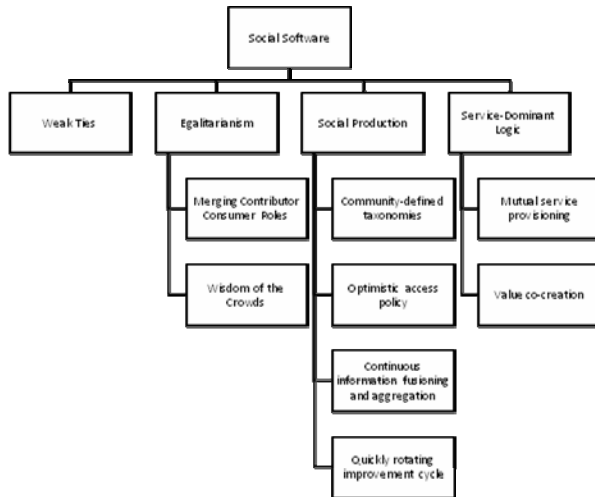 Social Software
Weak Ties
Egalitarianism
Social Production
Service-Dominant
Logic
Merging Contributor
Consumer Poles
Community-defined
taxonomies
Mutual service
provisioning
Wisdom of the
Crowds
Optimistic access
policy
Value co-creation
Continuous
information fusioning
and aggregation
Quickly rotating
improvement cycle